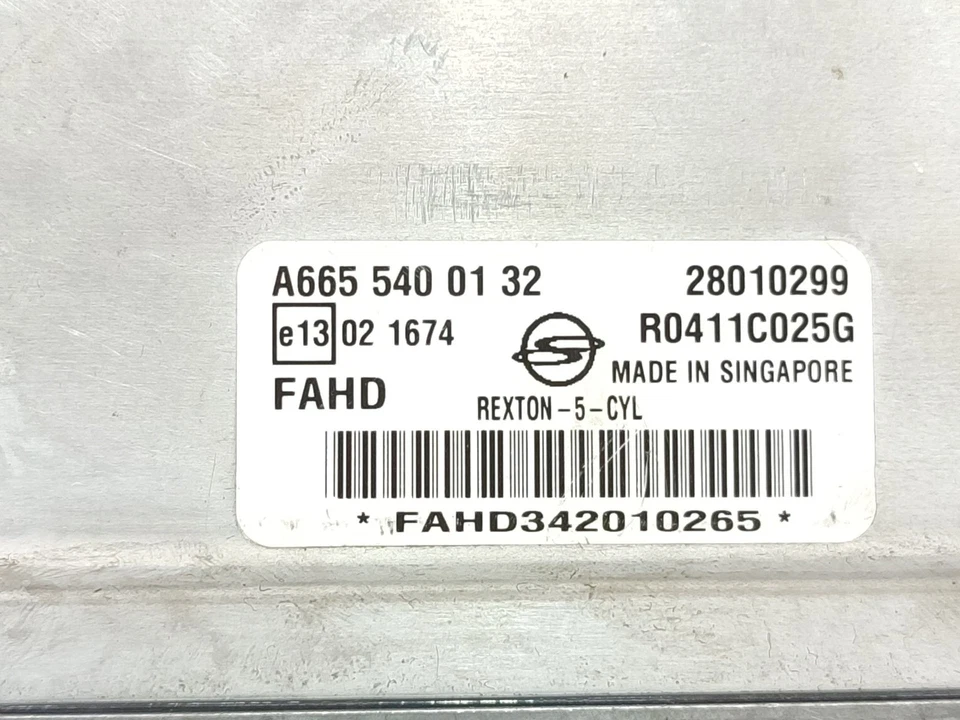 A665 540 01 32 28010299
e13 02 1674 R0411C025G
MADE IN SINGAPORE
FAHD
REXTON-5-CYL
* FAHD342010265 *